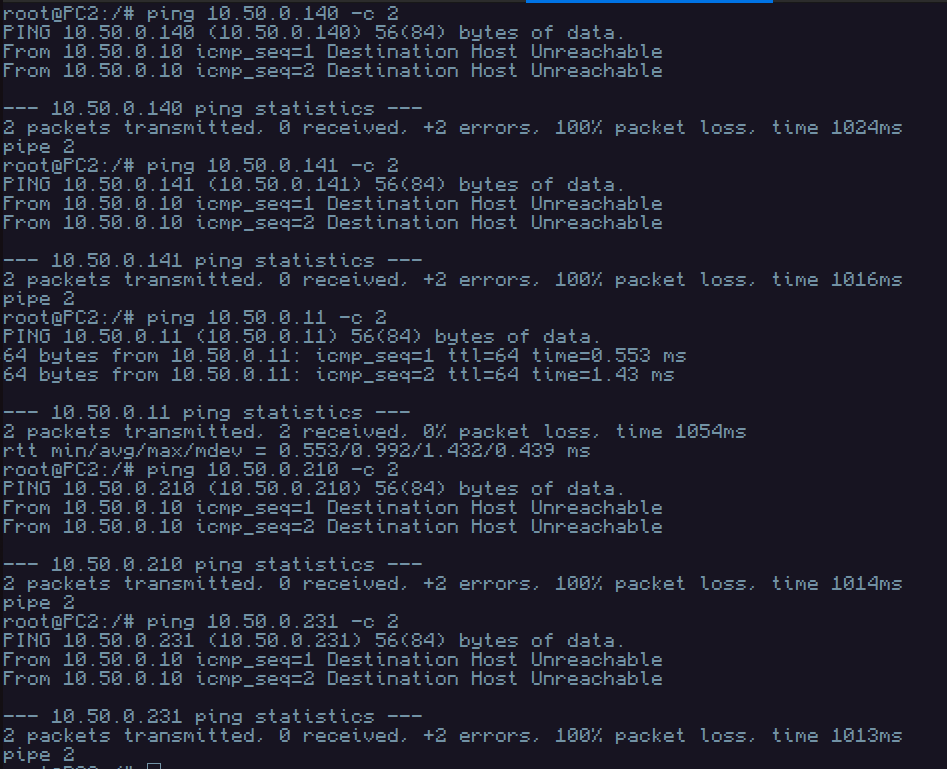 root@PC2:/# ping 10.50.0.140 -c 2
PING 10.50.0.140 (10.50.0.140) 56(84) bytes of data.
From 10.50.0.10 icmp_seq=1 Destination Host Unreachable
From 10.50.0.10 icmp_seq=2 Destination Host Unreachable

--- 10.50.0.140 ping statistics ---
2 packets transmitted, 0 received, +2 errors, 100% packet loss, time 1024ms
pipe 2
root@PC2:/# ping 10.50.0.141 -c 2
PING 10.50.0.141 (10.50.0.141) 56(84) bytes of data.
From 10.50.0.10 icmp_seq=1 Destination Host Unreachable
From 10.50.0.10 icmp_seq=2 Destination Host Unreachable

--- 10.50.0.141 ping statistics ---
2 packets transmitted, 0 received, +2 errors, 100% packet loss, time 1016ms
pipe 2
root@PC2:/# ping 10.50.0.11 -c 2
PING 10.50.0.11 (10.50.0.11) 56(84) bytes of data.
64 bytes from 10.50.0.11: icmp_seq=1 ttl=64 time=0.553 ms
64 bytes from 10.50.0.11: icmp_seq=2 ttl=64 time=1.43 ms

--- 10.50.0.11 ping statistics ---
2 packets transmitted, 2 received, 0% packet loss, time 1054ms
rtt min/avg/max/mdev = 0.553/0.992/1.432/0.439 ms
root@PC2:/# ping 10.50.0.210 -c 2
PING 10.50.0.210 (10.50.0.210) 56(84) bytes of data.
From 10.50.0.10 icmp_seq=1 Destination Host Unreachable
From 10.50.0.10 icmp_seq=2 Destination Host Unreachable

--- 10.50.0.210 ping statistics ---
2 packets transmitted, 0 received, +2 errors, 100% packet loss, time 1014ms
pipe 2
root@PC2:/# ping 10.50.0.231 -c 2
PING 10.50.0.231 (10.50.0.231) 56(84) bytes of data.
From 10.50.0.10 icmp_seq=1 Destination Host Unreachable
From 10.50.0.10 icmp_seq=2 Destination Host Unreachable

--- 10.50.0.231 ping statistics ---
2 packets transmitted, 0 received, +2 errors, 100% packet loss, time 1013ms
pipe 2
root@PC2:/#